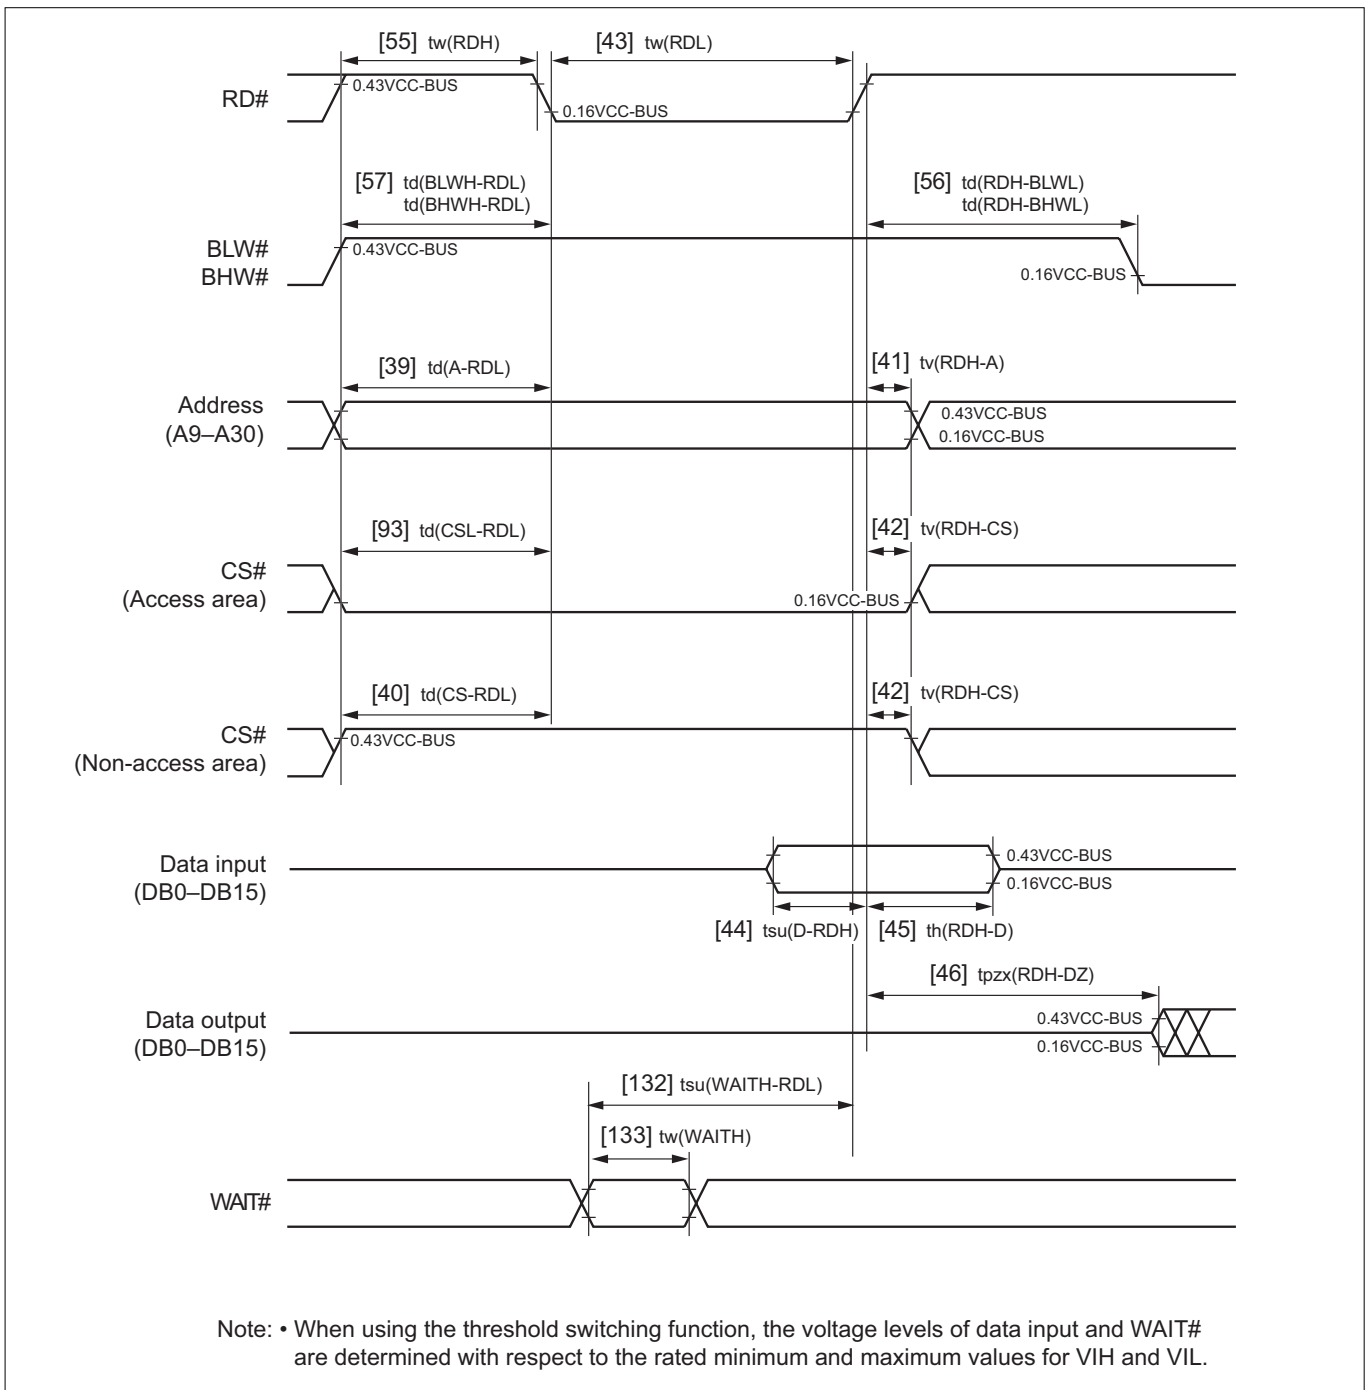 [55] tw(RDH)
[43] tw(RDL)
RD#
0.43VCC-BUS
0.16VCC-BUS
[57] td(BLWH-RDL)
td(BHWH-RDL)
[56] td(RDH-BLWL)
td(RDH-BHWL)
BLW#
BHW#
0.43VCC-BUS
0.16VCC-BUS
[39] td(A-RDL)
[41] tv(RDH-A)
Address
(A9–A30)
0.43VCC-BUS
0.16VCC-BUS
[93] td(CSL-RDL)
[42] tv(RDH-CS)
CS#
(Access area)
0.16VCC-BUS
[40] td(CS-RDL)
[42] tv(RDH-CS)
CS#
(Non-access area)
0.43VCC-BUS
Data input
(DB0–DB15)
0.43VCC-BUS
0.16VCC-BUS
[44] tsu(D-RDH)
[45] th(RDH-D)
[46] tpzx(RDH-DZ)
Data output
(DB0–DB15)
0.43VCC-BUS
0.16VCC-BUS
[132] tsu(WAITH-RDL)
[133] tw(WAITH)
WAIT#
Note: • When using the threshold switching function, the voltage levels of data input and WAIT#
are determined with respect to the rated minimum and maximum values for VIH and VIL.